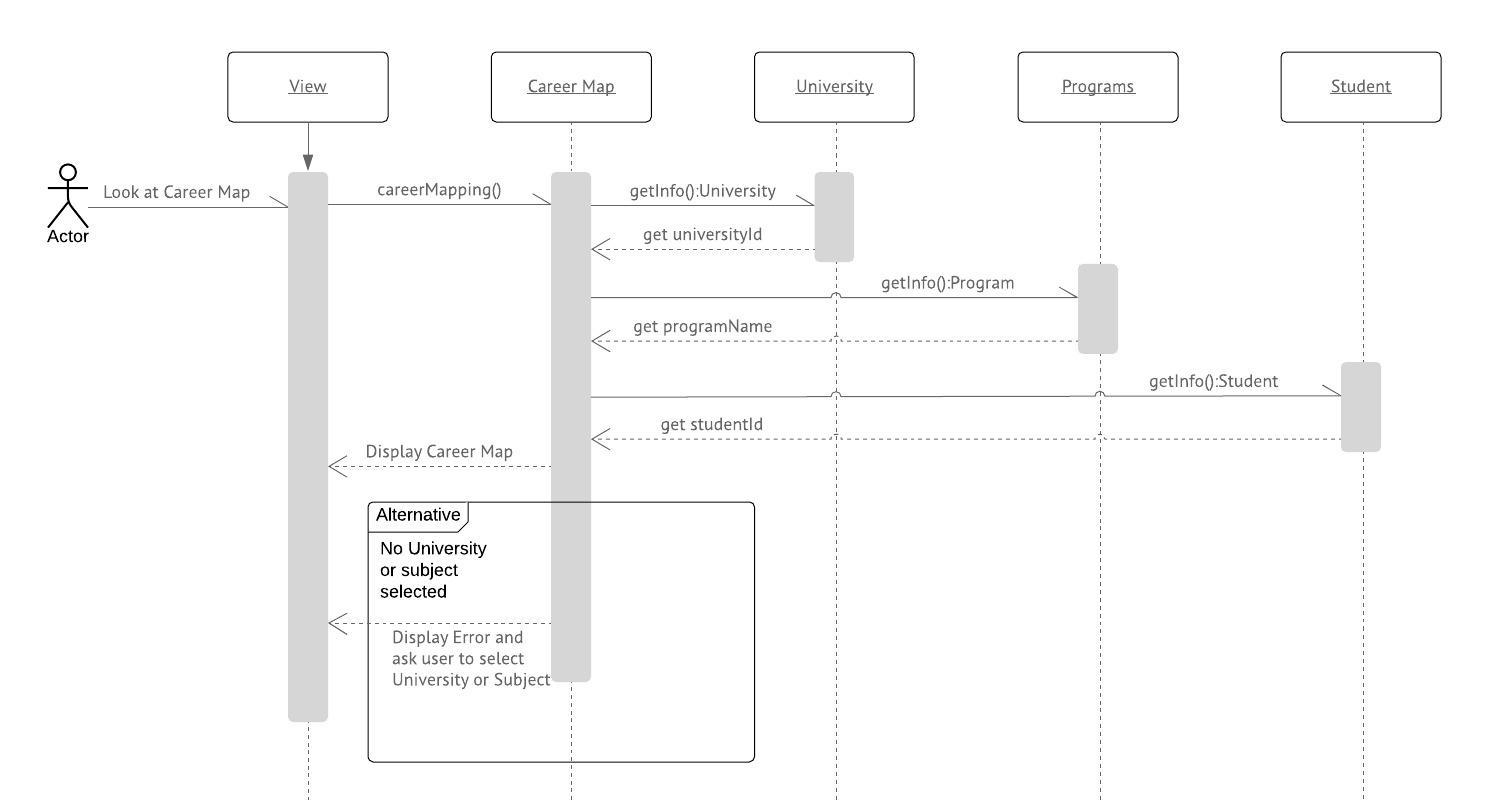 View
Career Map
University
Programs
Student
Look at Career Map
careerMapping()
getInfo():University
Actor
get universityId
getInfo():Program
get programName
getInfo():Student
get studentId
Display Career Map
Alternative
No University
or subject
selected
Display Error and
ask user to select
University or Subject